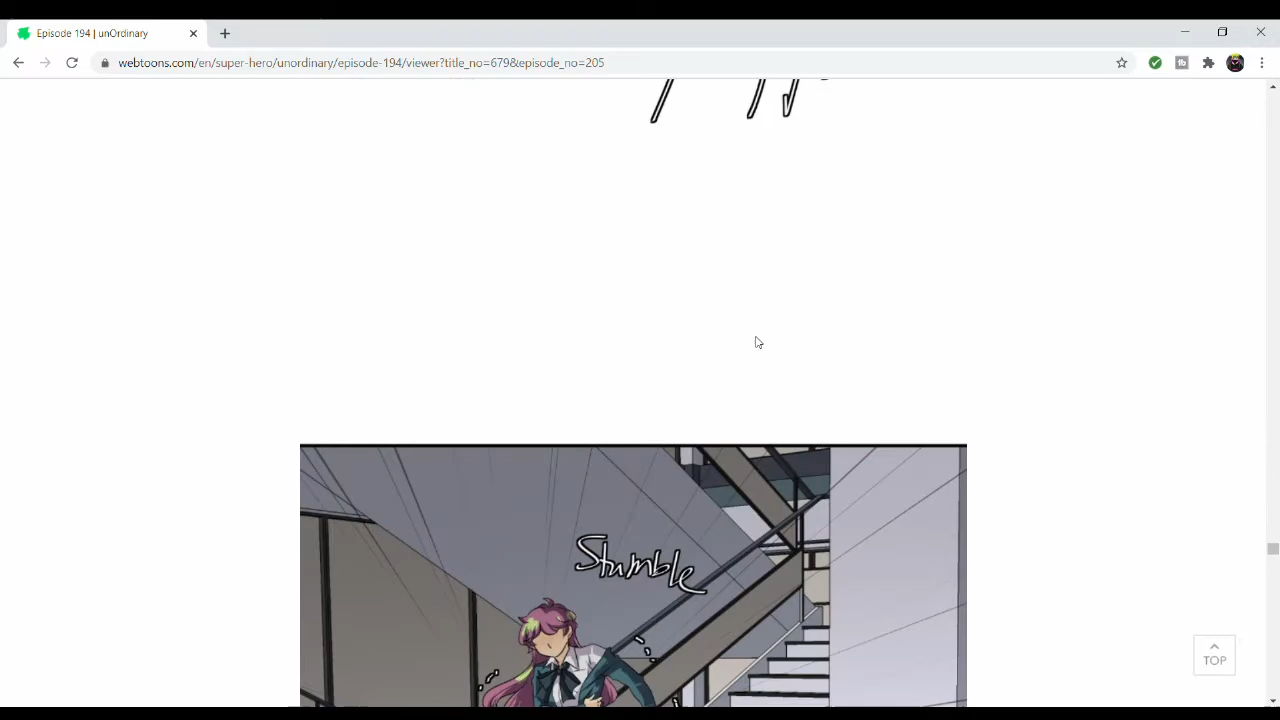 Episode 194 | unOrdinary
webtoons.com/en/super-hero/unordinary/episode-194/viewer?title_no=679&episode_no=205
Stumble
TOP